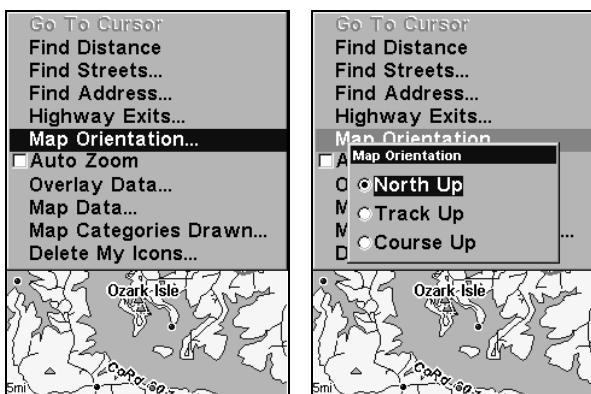 Go To Cursor
Find Distance
Find Streets...
Find Address...
Highway Exits...
Map Orientation...
Auto Zoom
Overlay Data...
Map Data...
Map Categories Drawn...
Delete My Icons...
Ozark Isle
5mi
Go To Cursor
Find Distance
Find Streets...
Find Address...
Highway Exits...
Map Orientation
Map Orientation
North Up
Track Up
Course Up
Ozark Isle
5mi